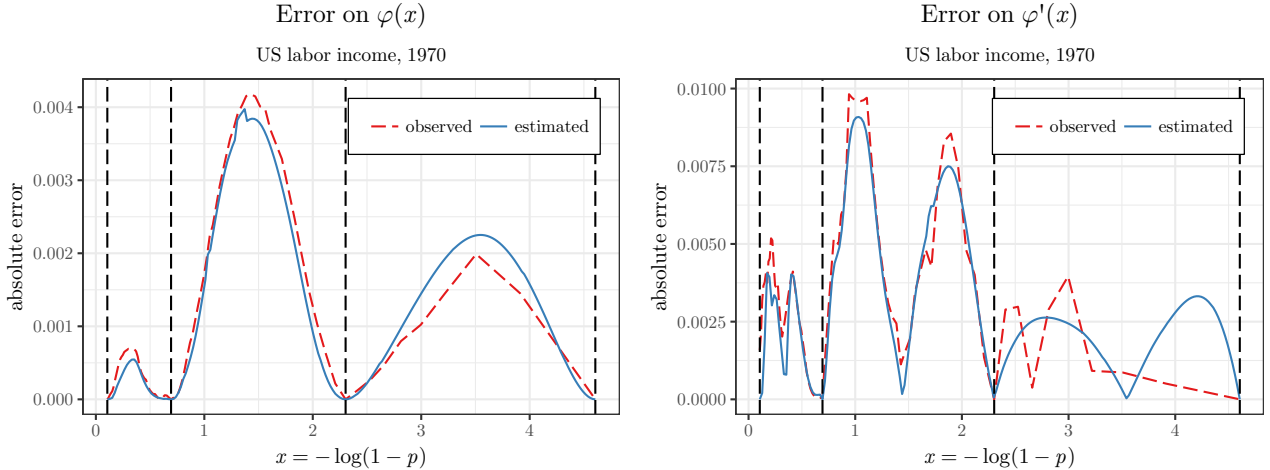 Error on φ(x)
US labor income, 1970
absolute error
0.004
0.003
0.002
0.001
0.000
observed
estimated
0 1 2 3 4
x = − log(1 − p)
Error on φ'(x)
US labor income, 1970
absolute error
0.0100
0.0075
0.0050
0.0025
0.0000
observed
estimated
0 1 2 3 4
x = − log(1 − p)